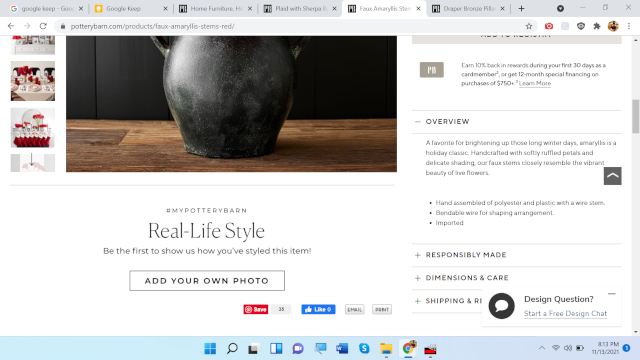 google keep - Goo
Google Keep
Home Furniture, H
Plaid with Sherpa B
Faux Amaryllis Stems
Draper Bronze Pilla
potterybarn.com/products/faux-amaryllis-stems-red/
ADD TO REGISTRY
PB
Earn 10% back in rewards during your first 30 days as a
cardmember², or get 12-month special financing on
purchases of $750+.³ Learn More
OVERVIEW
A favorite for brightening up those long winter days, amaryllis is a
holiday classic. Handcrafted with softly ruffled petals and
delicate shading, our faux stems closely resemble the vibrant
beauty of live flowers.
Hand assembled of polyester and plastic with a wire stem.
Bendable wire for shaping arrangement.
Imported
RESPONSIBLY MADE
DIMENSIONS & CARE
SHIPPING & RE
#MYPOTTERYBARN
Real-Life Style
Be the first to show us how you've styled this item!
ADD YOUR OWN PHOTO
Save 35 Like 0 EMAIL PRINT
Design Question?
Start a Free Design Chat
8:13 PM
11/13/2021